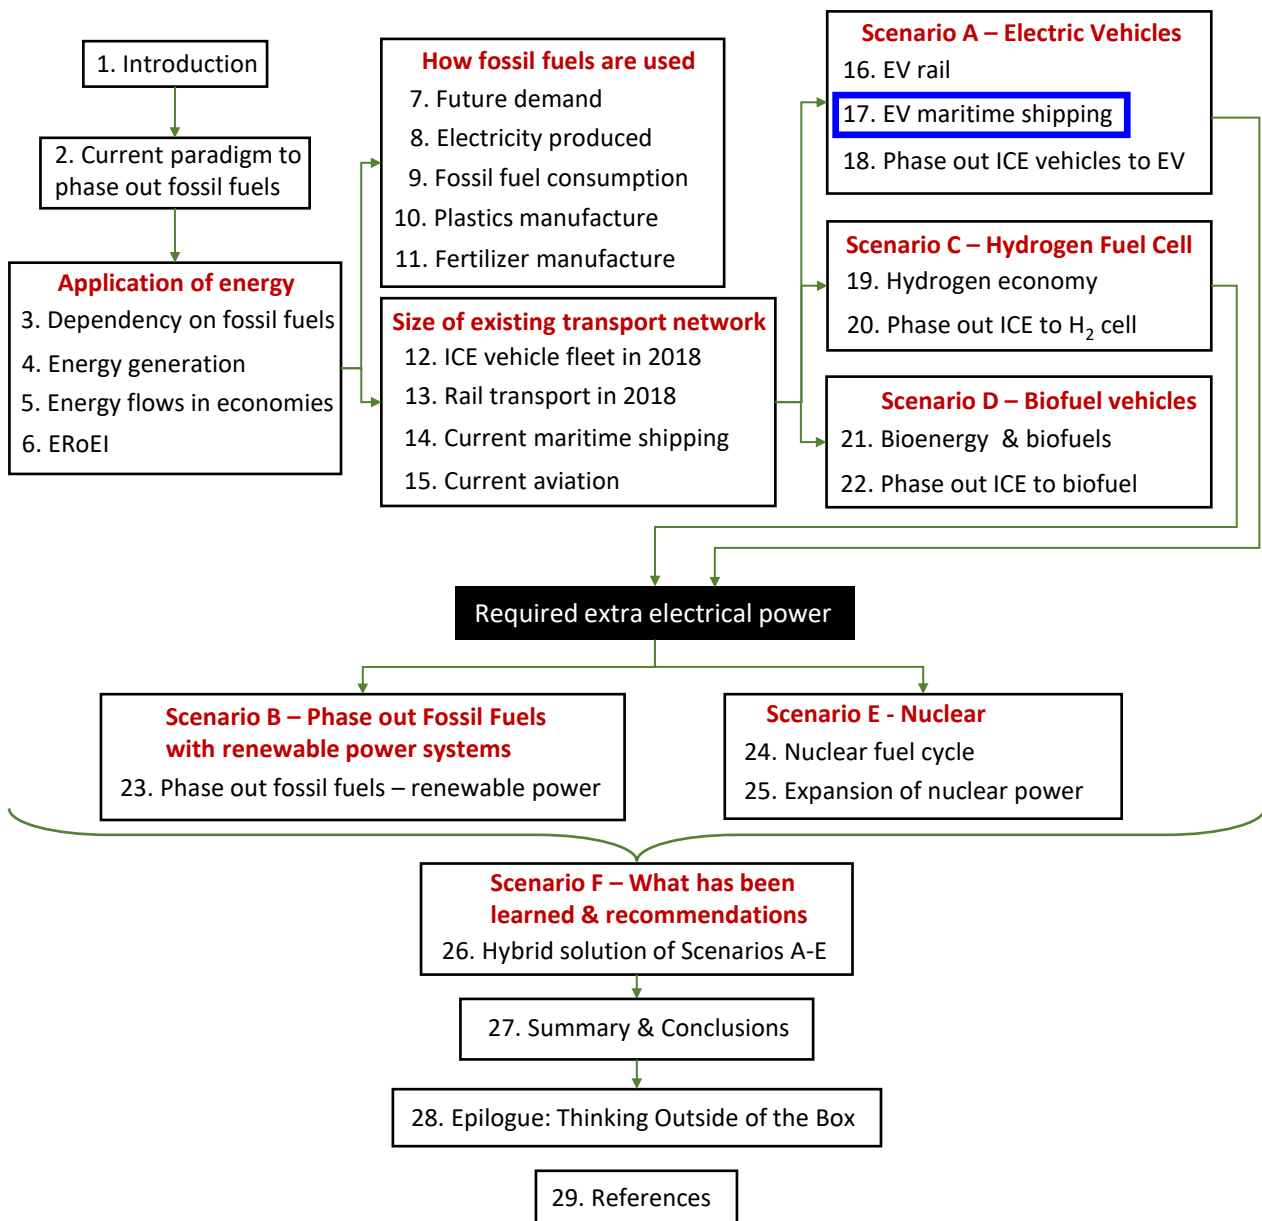 1. Introduction
2. Current paradigm to
phase out fossil fuels
Application of energy
3. Dependency on fossil fuels
4. Energy generation
5. Energy flows in economies
6. ERoEI
How fossil fuels are used
7. Future demand
8. Electricity produced
9. Fossil fuel consumption
10. Plastics manufacture
11. Fertilizer manufacture
Size of existing transport network
12. ICE vehicle fleet in 2018
13. Rail transport in 2018
14. Current maritime shipping
15. Current aviation
Scenario A – Electric Vehicles
16. EV rail
17. EV maritime shipping
18. Phase out ICE vehicles to EV
Scenario C – Hydrogen Fuel Cell
19. Hydrogen economy
20. Phase out ICE to H₂ cell
Scenario D – Biofuel vehicles
21. Bioenergy & biofuels
22. Phase out ICE to biofuel
Required extra electrical power
Scenario B – Phase out Fossil Fuels
with renewable power systems
23. Phase out fossil fuels – renewable power
Scenario E - Nuclear
24. Nuclear fuel cycle
25. Expansion of nuclear power
Scenario F – What has been
learned & recommendations
26. Hybrid solution of Scenarios A-E
27. Summary & Conclusions
28. Epilogue: Thinking Outside of the Box
29. References